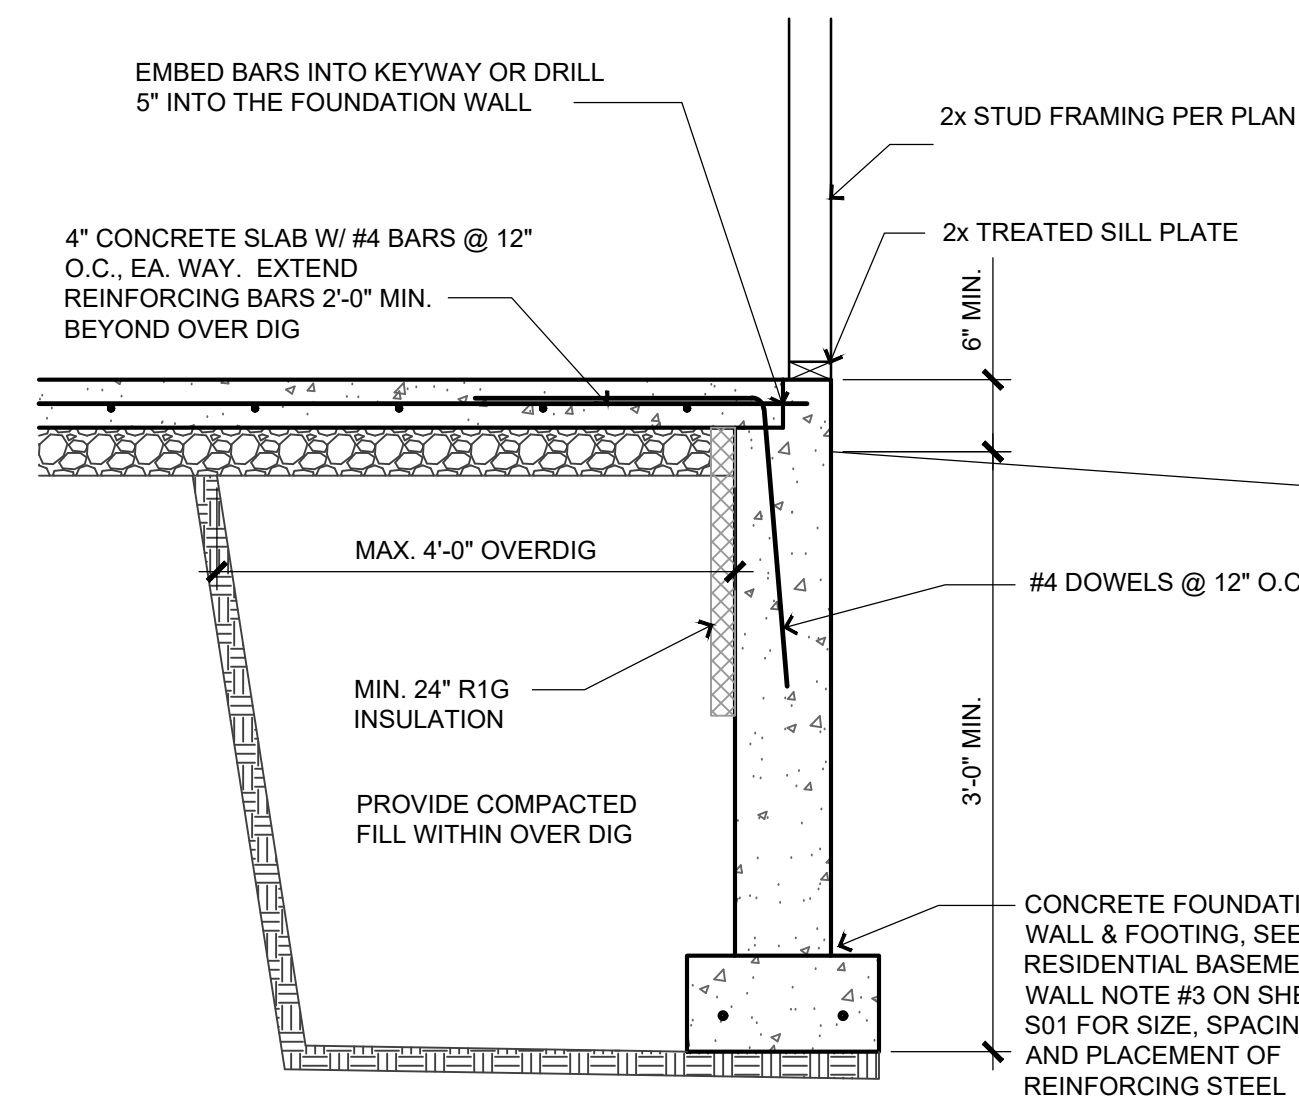 EMBED BARS INTO KEYWAY OR DRILL
5" INTO THE FOUNDATION WALL
2x STUD FRAMING PER PLAN
4" CONCRETE SLAB W/ #4 BARS @ 12"
O.C., EA. WAY. EXTEND
REINFORCING BARS 2'-0" MIN.
BEYOND OVER DIG
2x TREATED SILL PLATE
6" MIN.
MAX. 4'-0" OVERDIG
#4 DOWELS @ 12" O.C
MIN. 24" R1G
INSULATION
3'-0" MIN.
PROVIDE COMPACTED
FILL WITHIN OVER DIG
CONCRETE FOUNDATI
WALL & FOOTING, SEE
RESIDENTIAL BASEME
WALL NOTE #3 ON SHE
S01 FOR SIZE, SPACIN
AND PLACEMENT OF
REINFORCING STEEL